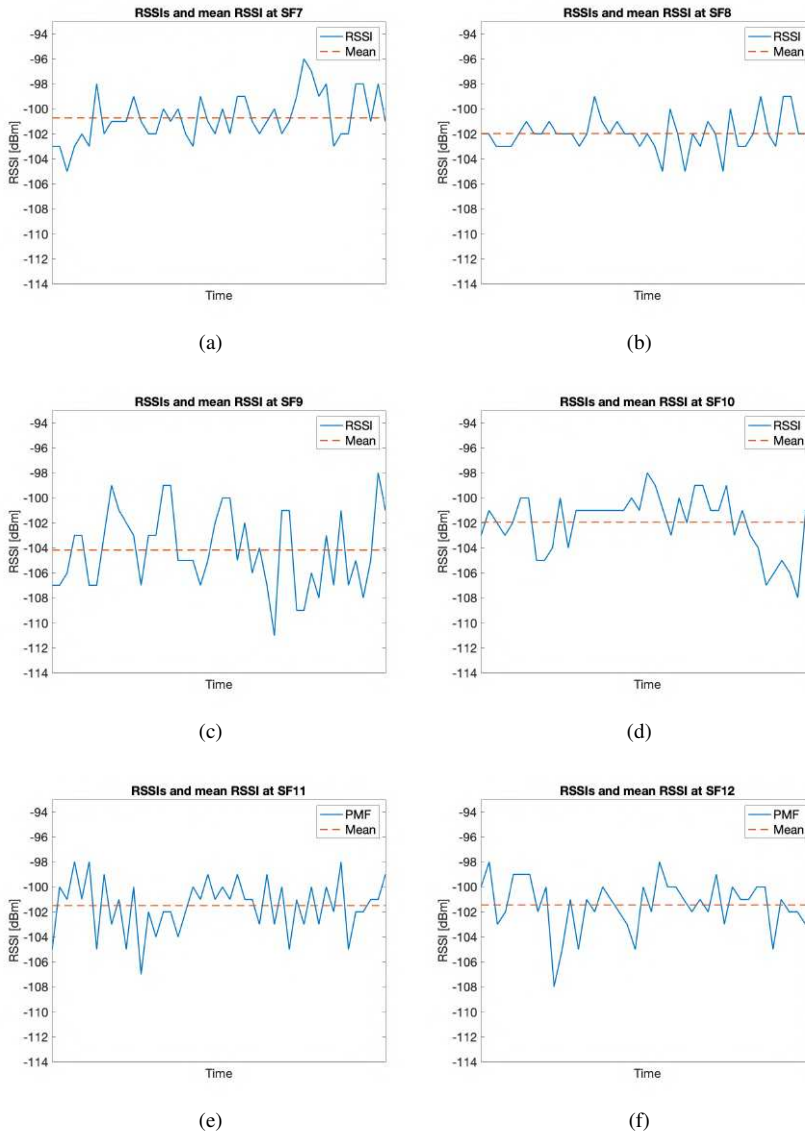 RSSIs and mean RSSI at SF7
RSSI
Mean
-94
-96
-98
-100
-102
-104
-106
-108
-110
-112
-114
RSSI [dBm]
Time
(a)
RSSIs and mean RSSI at SF8
RSSI
Mean
-94
-96
-98
-100
-102
-104
-106
-108
-110
-112
-114
RSSI [dBm]
Time
(b)
RSSIs and mean RSSI at SF9
RSSI
Mean
-94
-96
-98
-100
-102
-104
-106
-108
-110
-112
-114
RSSI [dBm]
Time
(c)
RSSIs and mean RSSI at SF10
RSSI
Mean
-94
-96
-98
-100
-102
-104
-106
-108
-110
-112
-114
RSSI [dBm]
Time
(d)
RSSIs and mean RSSI at SF11
PMF
Mean
-94
-96
-98
-100
-102
-104
-106
-108
-110
-112
-114
RSSI [dBm]
Time
(e)
RSSIs and mean RSSI at SF12
PMF
Mean
-94
-96
-98
-100
-102
-104
-106
-108
-110
-112
-114
RSSI [dBm]
Time
(f)